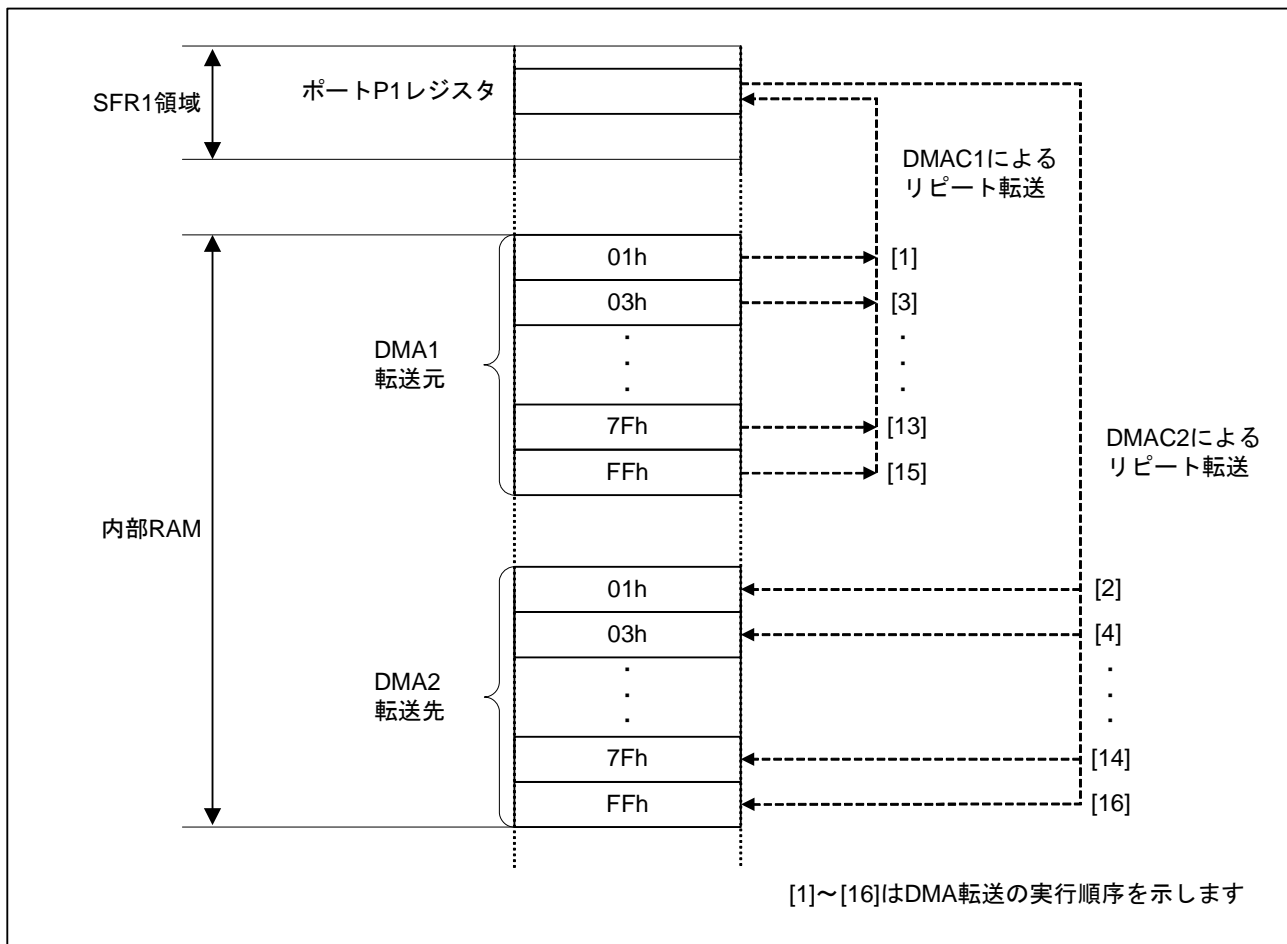 SFR1領域
ポートP1レジスタ
DMAC1による
リピート転送
01h
[1]
03h
[3]
DMA1
転送元
・
・
・
・
・
・
7Fh
[13]
FFh
[15]
DMAC2による
リピート転送
内部RAM
01h
[2]
03h
[4]
DMA2
転送先
・
・
・
・
・
・
7Fh
[14]
FFh
[16]
[1]～[16]はDMA転送の実行順序を示します